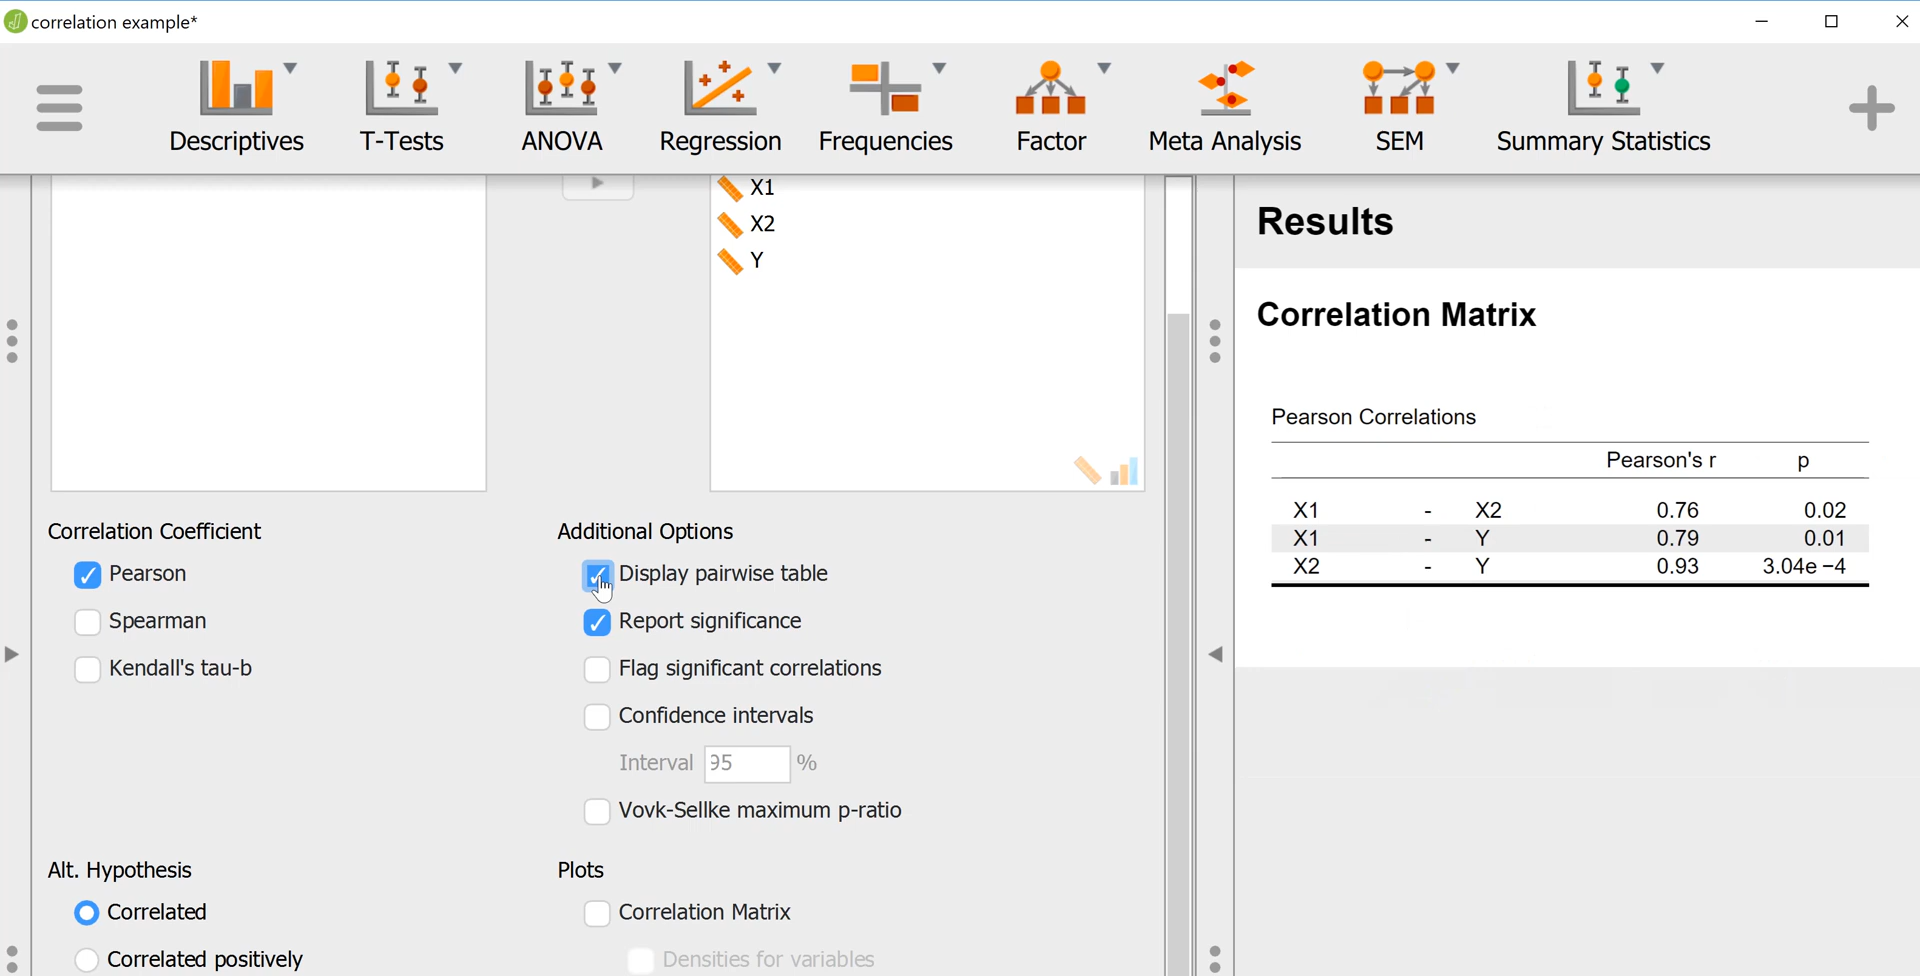 correlation example*
Descriptives T-Tests ANOVA Regression Frequencies Factor Meta Analysis SEM Summary Statistics
X1
X2
Y
Correlation Coefficient
Pearson
Spearman
Kendall's tau-b
Additional Options
Display pairwise table
Report significance
Flag significant correlations
Confidence intervals
Interval 95 %
Vovk-Sellke maximum p-ratio
Alt. Hypothesis
Correlated
Correlated positively
Plots
Correlation Matrix
Densities for variables
Results
Correlation Matrix
Pearson Correlations
Pearson's r p
X1 - X2 0.76 0.02
X1 - Y 0.79 0.01
X2 - Y 0.93 3.04e −4